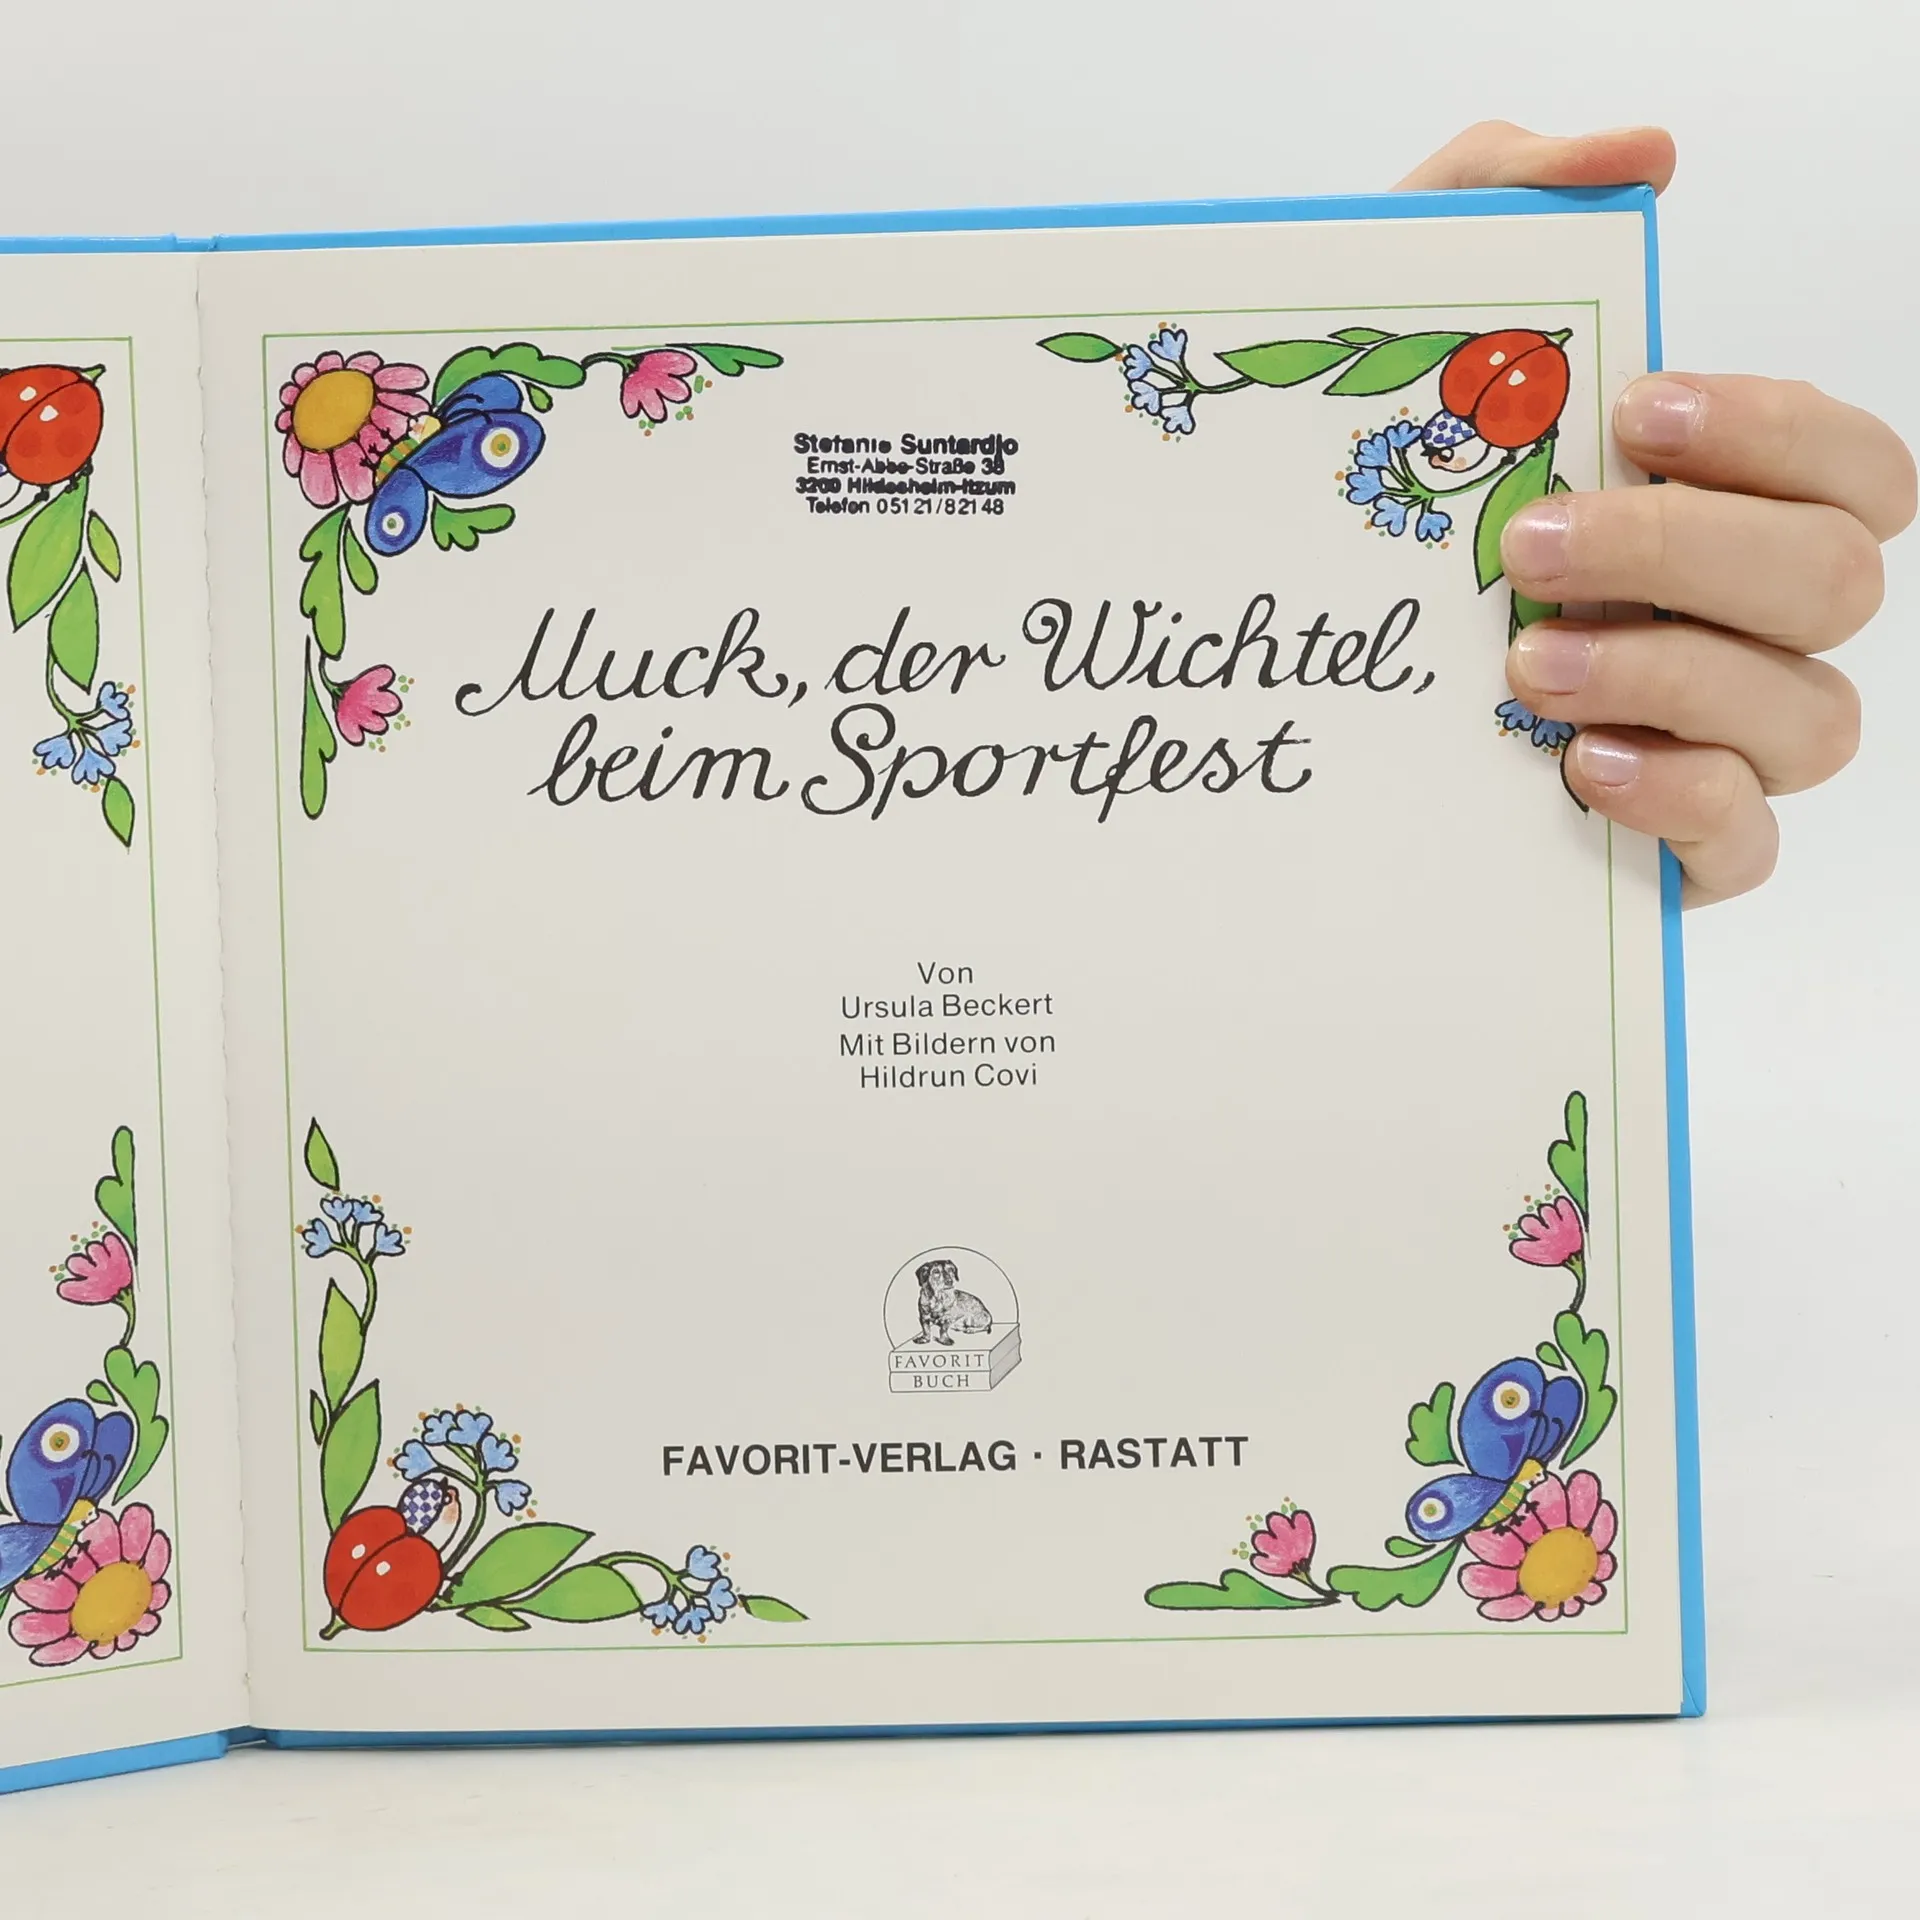 Stefanie Suntardjo
Ernst-Abbe-Straße 38
3200 Hildesheim-Itzum
Telefon 05121/82148
Muck, der Wichtel,
beim Sportfest
Von
Ursula Beckert
Mit Bildern von
Hildrun Covi
FAVORIT
BUCH
FAVORIT-VERLAG · RASTATT